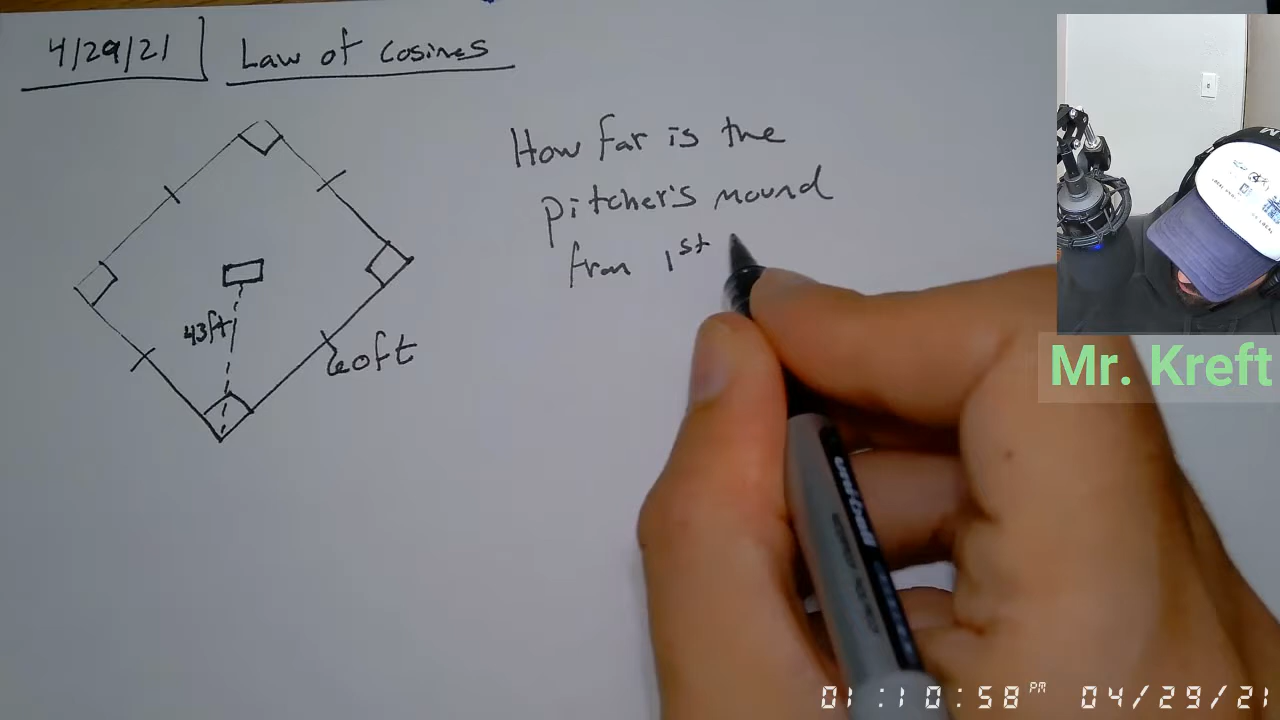 4/29/21 Law of Cosines
How far is the
pitcher's mound
from 1st
43ft
60ft
Mr. Kreft
uniball
01:10:58 PM 04/29/21